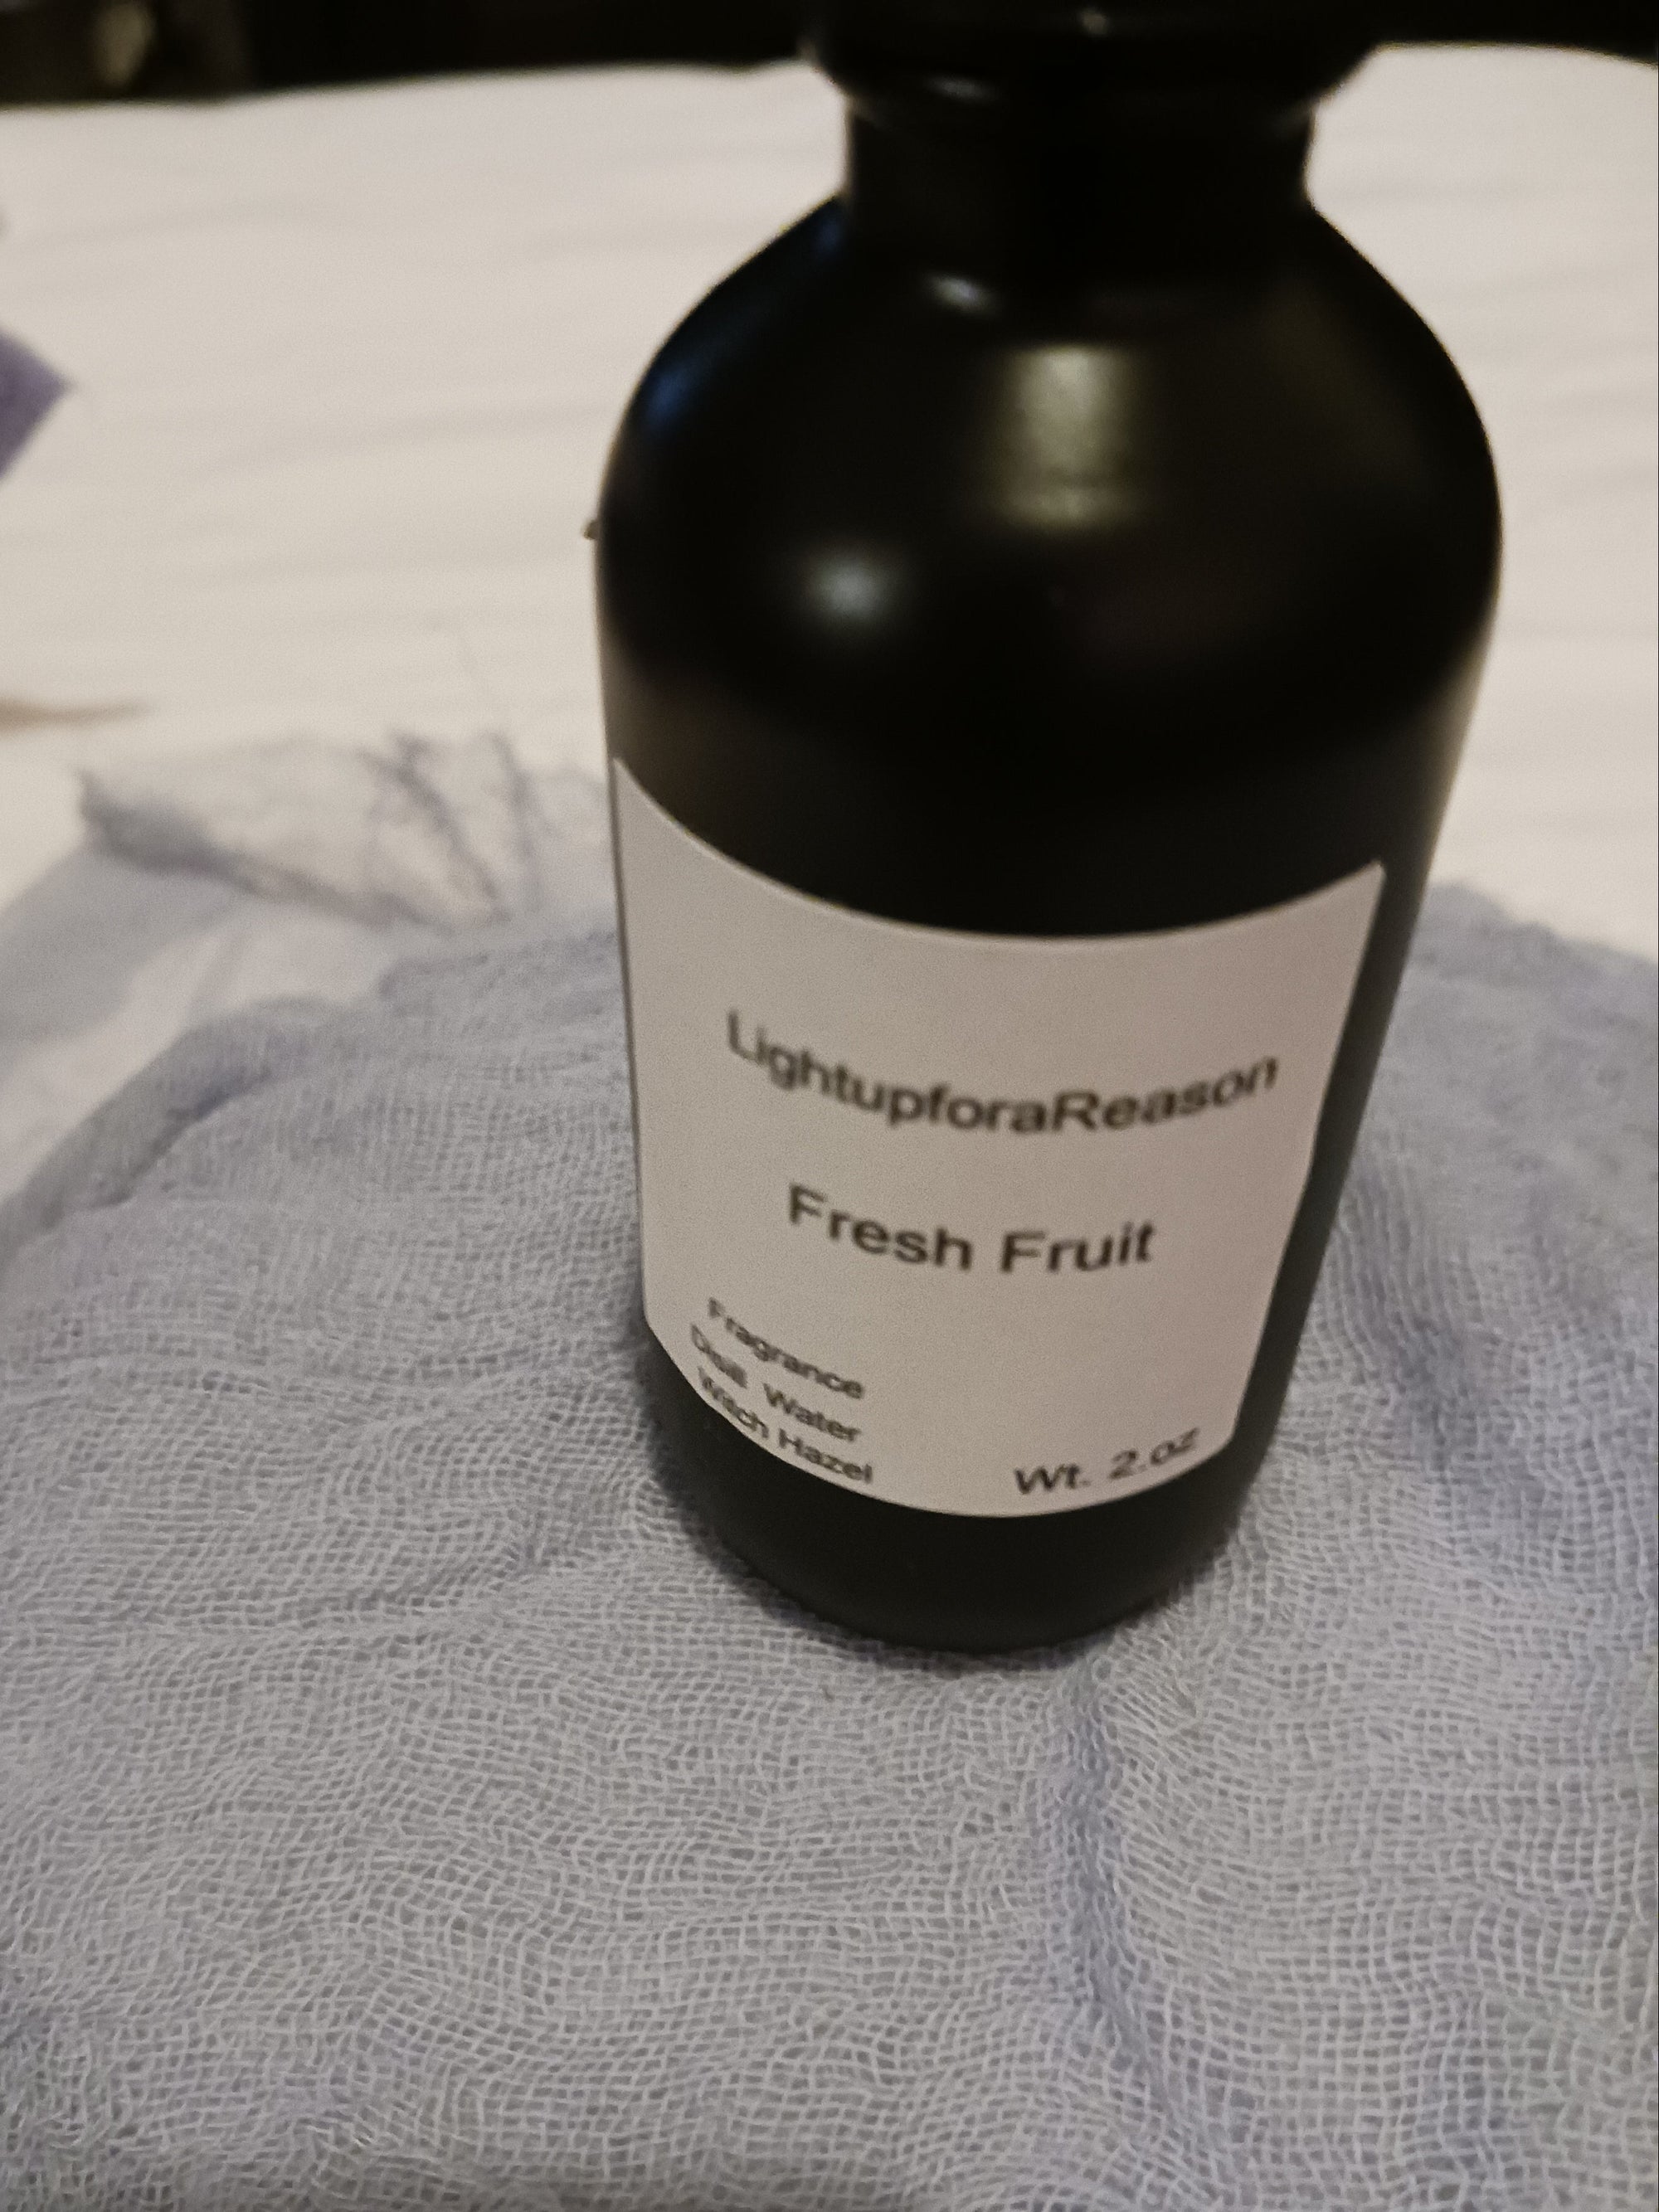 LightupforaReason
Fresh Fruit
Fragrance
Distill Water
Witch Hazel
Wt. 2.oz